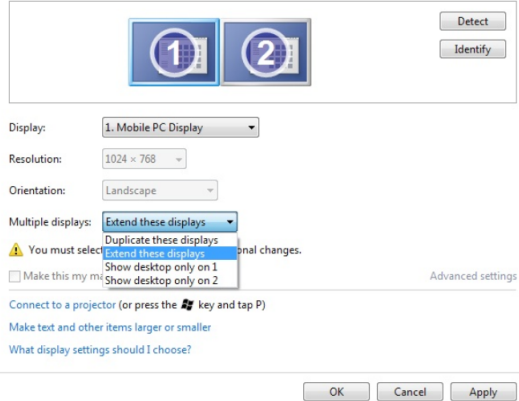 1
2
Detect
Identify
Display: 1. Mobile PC Display
Resolution: 1024 × 768
Orientation: Landscape
Multiple displays: Extend these displays
Duplicate these displays
Extend these displays
Show desktop only on 1
Show desktop only on 2
You must selec onal changes.
Make this my ma Advanced settings
Connect to a projector (or press the key and tap P)
Make text and other items larger or smaller
What display settings should I choose?
OK Cancel Apply